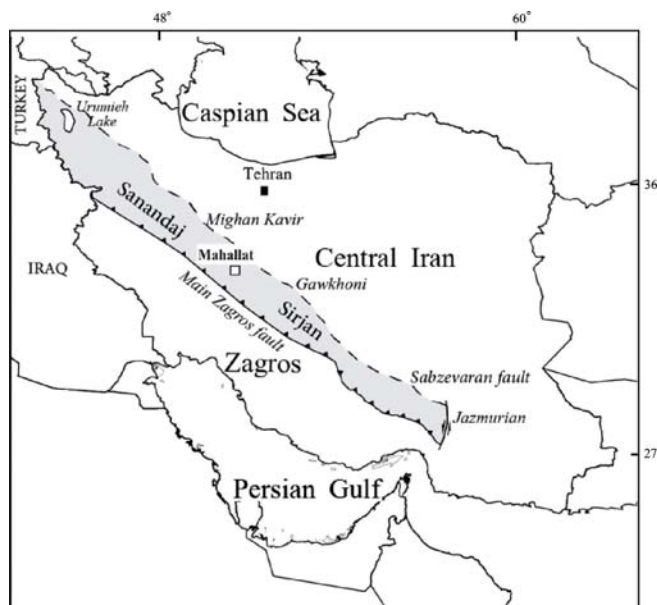 48°
60°
TURKEY
Urumieh
Lake
Caspian Sea
Tehran
36
Sanandaj
Mighan Kavir
Mahallat
Central Iran
IRAQ
Gawkhoni
Main Zagros fault
Sirjan
Zagros
Sabzevaran fault
Jazmurian
27
Persian Gulf